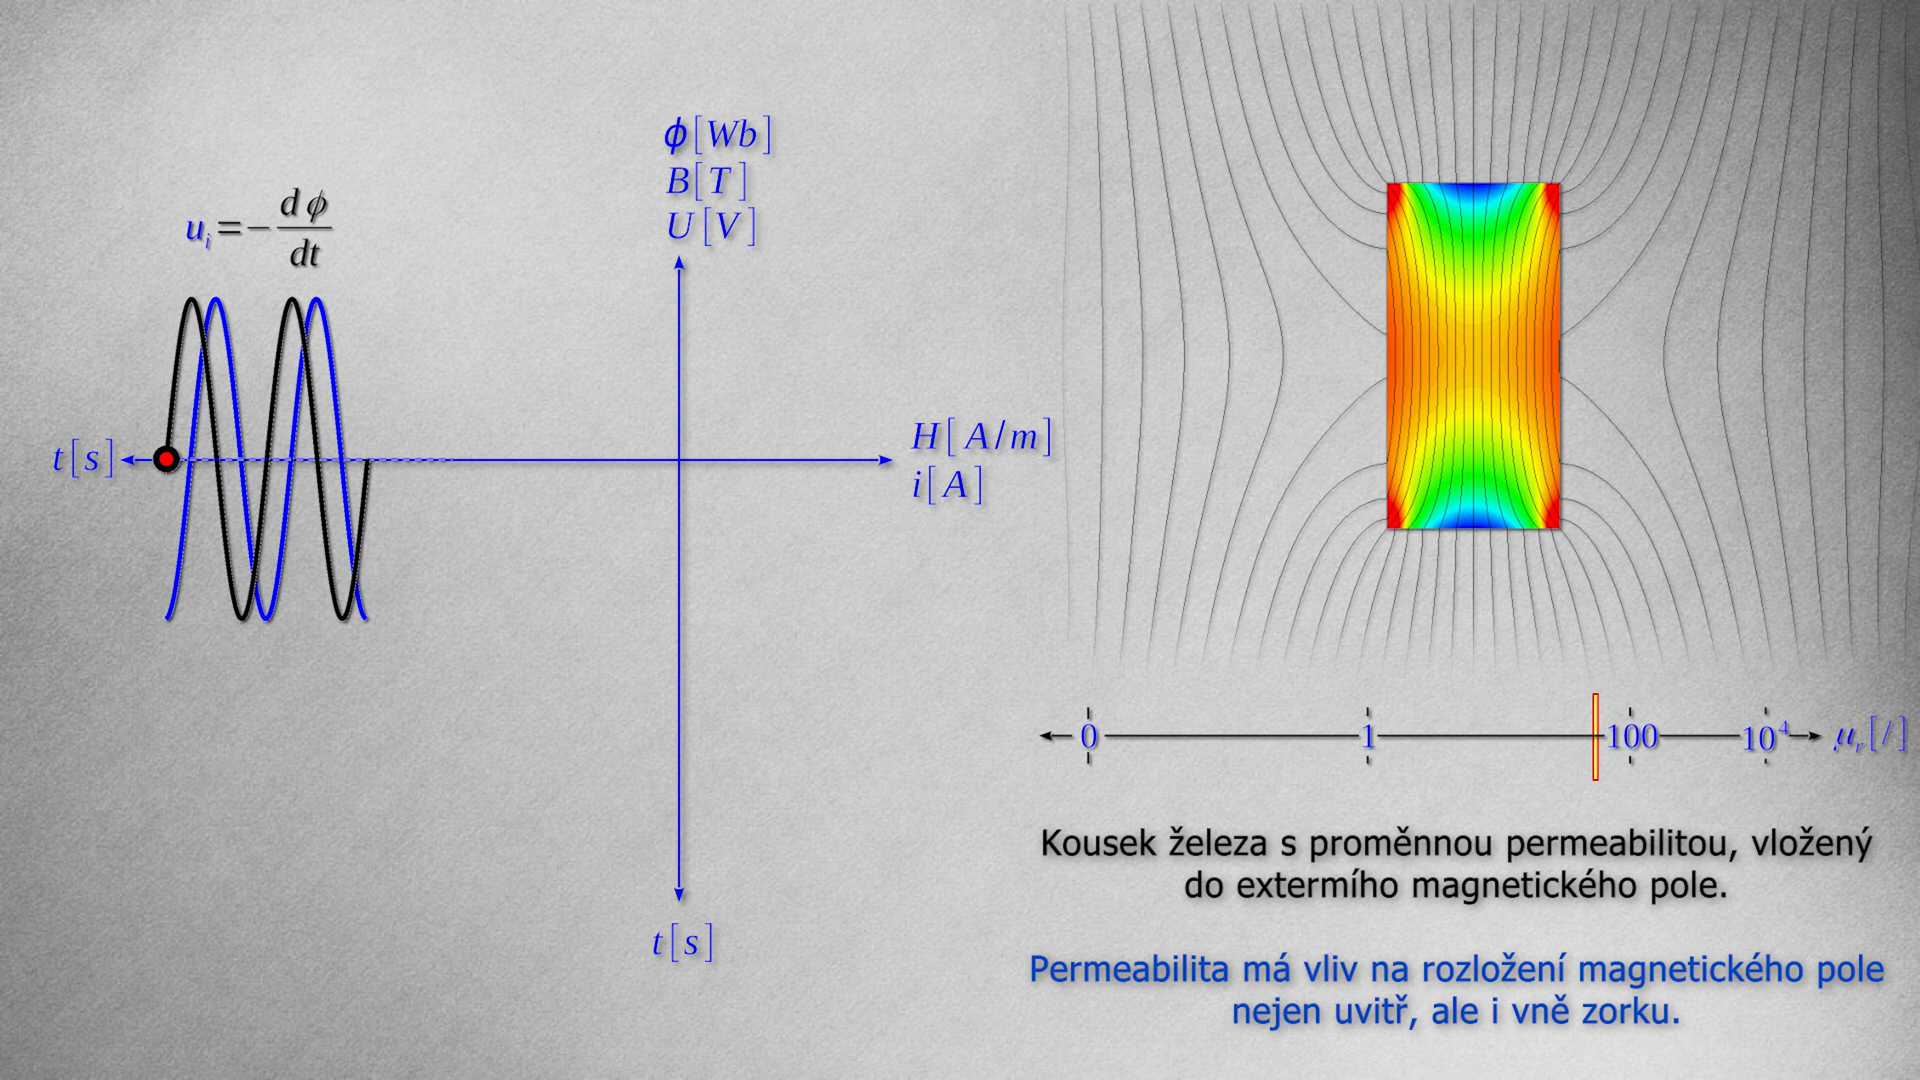 ϕ[Wb]
B[T]
U[V]
u_i = − dϕ/dt
t[s]
H[A/m]
i[A]
t[s]
0 1 100 10⁴ μ_r[/]
Kousek železa s proměnnou permeabilitou, vložený
do extermího magnetického pole.
Permeabilita má vliv na rozložení magnetického pole
nejen uvitř, ale i vně zorku.